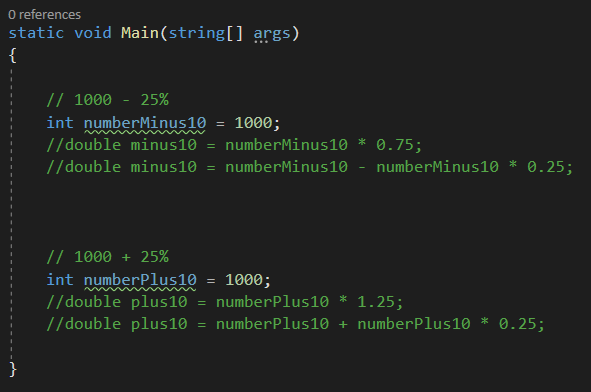 0 references
static void Main(string[] args)
{
// 1000 - 25%
int numberMinus10 = 1000;
//double minus10 = numberMinus10 * 0.75;
//double minus10 = numberMinus10 - numberMinus10 * 0.25;
// 1000 + 25%
int numberPlus10 = 1000;
//double plus10 = numberPlus10 * 1.25;
//double plus10 = numberPlus10 + numberPlus10 * 0.25;
}